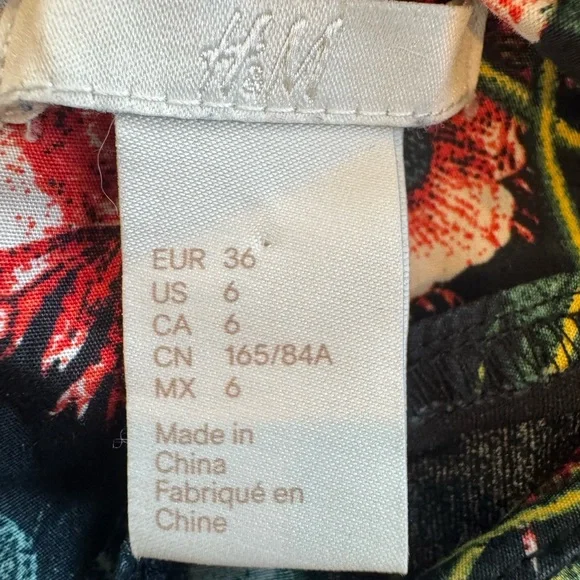 H&M
EUR 36
US 6
CA 6
CN 165/84A
MX 6
Made in
China
Fabriqué en
Chine